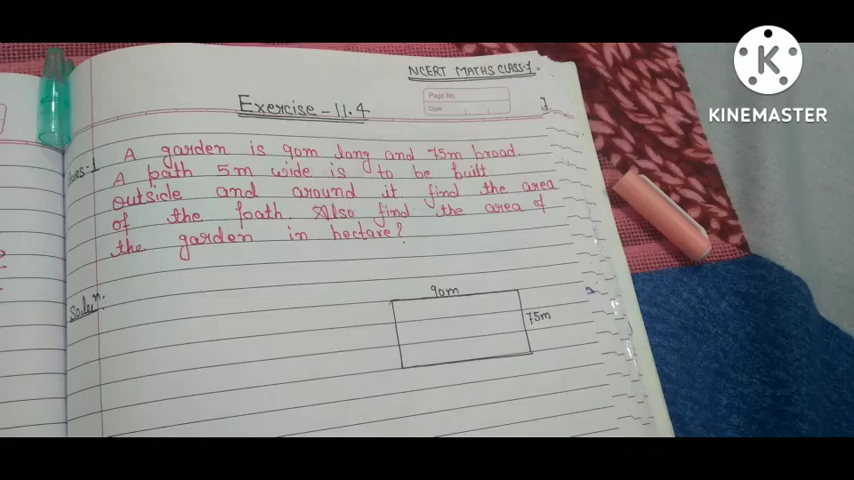 NCERT MATHS CLASS-7.
Page No
Date
Exercise - 11.4
Ques-1 A garden is 90m long and 75m broad.
A path 5m wide is to be built
outside and around it find the area
of the path. Also find the area of
the garden in hectare?
Soluⁿ:
90m
75m
K
KINEMASTER